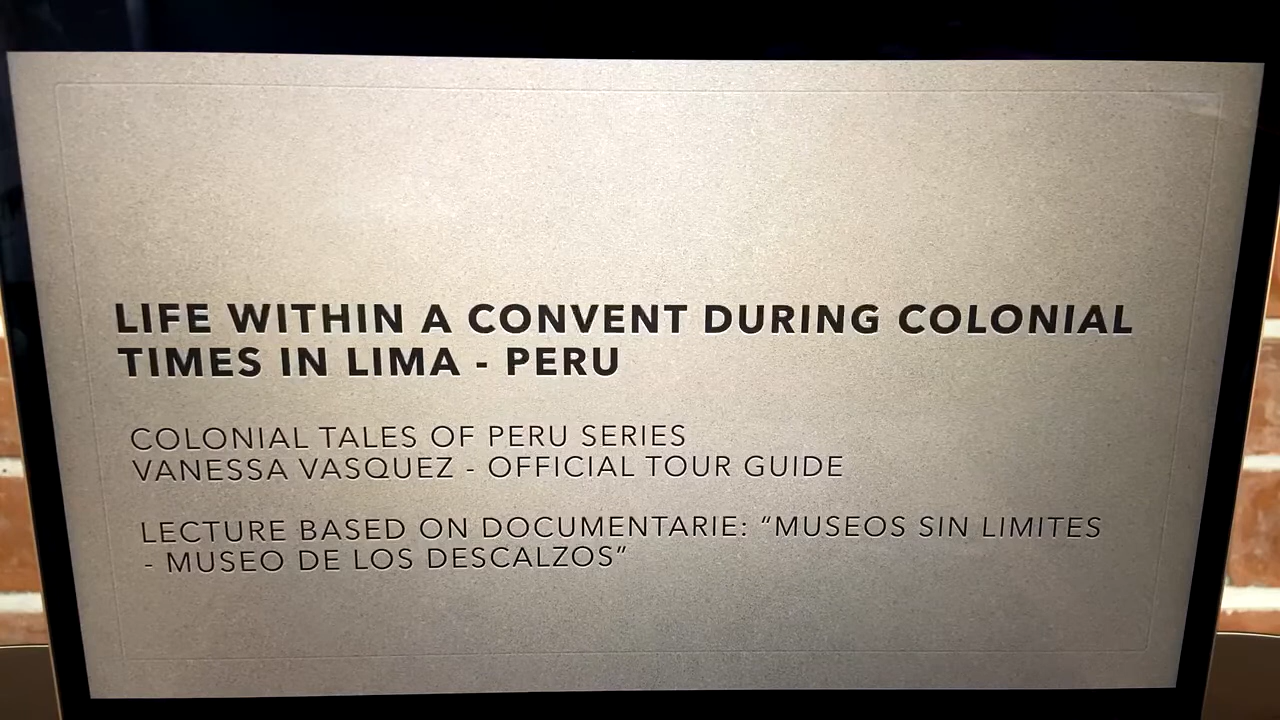 LIFE WITHIN A CONVENT DURING COLONIAL
TIMES IN LIMA - PERU
COLONIAL TALES OF PERU SERIES
VANESSA VASQUEZ - OFFICIAL TOUR GUIDE
LECTURE BASED ON DOCUMENTARIE: “MUSEOS SIN LIMITES
- MUSEO DE LOS DESCALZOS”